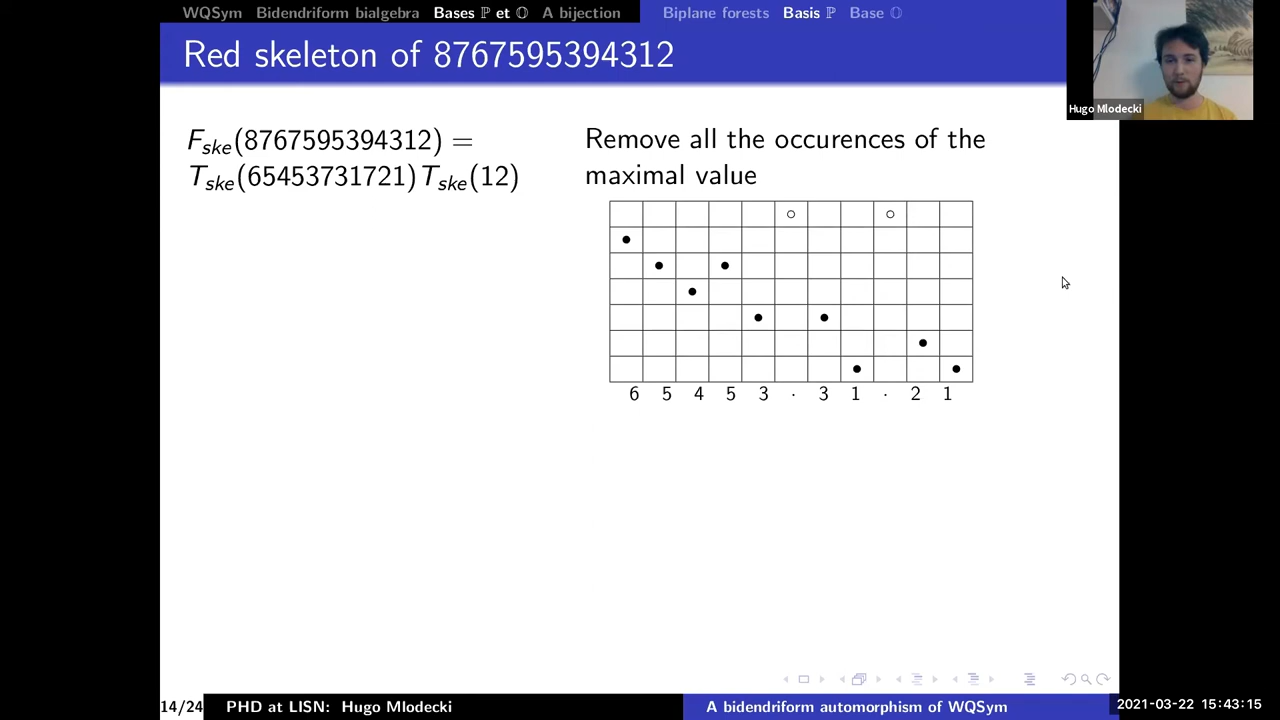 WQSym Bidendriform bialgebra Bases ℙ et 𝕆 A bijection Biplane forests Basis ℙ Base 𝕆
Red skeleton of 8767595394312
Hugo Mlodecki
F_ske(8767595394312) =
T_ske(65453731721) T_ske(12)
Remove all the occurences of the
maximal value
6 5 4 5 3 · 3 1 · 2 1
14/24 PHD at LISN: Hugo Mlodecki A bidendriform automorphism of WQSym 2021-03-22 15:43:15